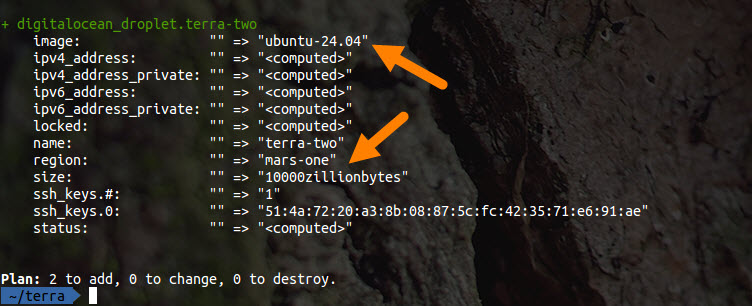 + digitalocean_droplet.terra-two
image: "" => "ubuntu-24.04"
ipv4_address: "" => "<computed>"
ipv4_address_private: "" => "<computed>"
ipv6_address: "" => "<computed>"
ipv6_address_private: "" => "<computed>"
locked: "" => "<computed>"
name: "" => "terra-two"
region: "" => "mars-one"
size: "" => "10000zillionbytes"
ssh_keys.#: "" => "1"
ssh_keys.0: "" => "51:4a:72:20:a3:8b:08:87:5c:fc:42:35:71:e6:91:ae"
status: "" => "<computed>"
Plan: 2 to add, 0 to change, 0 to destroy.
~/terra